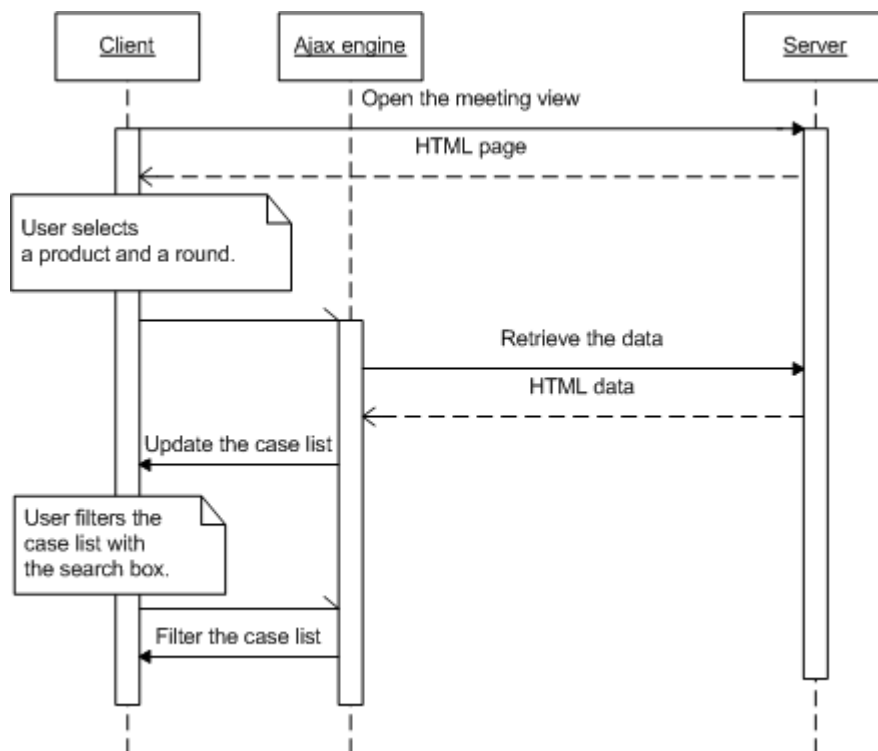 Client
Ajax engine
Server
Open the meeting view
HTML page
User selects
a product and a round.
Retrieve the data
HTML data
Update the case list
User filters the
case list with
the search box.
Filter the case list